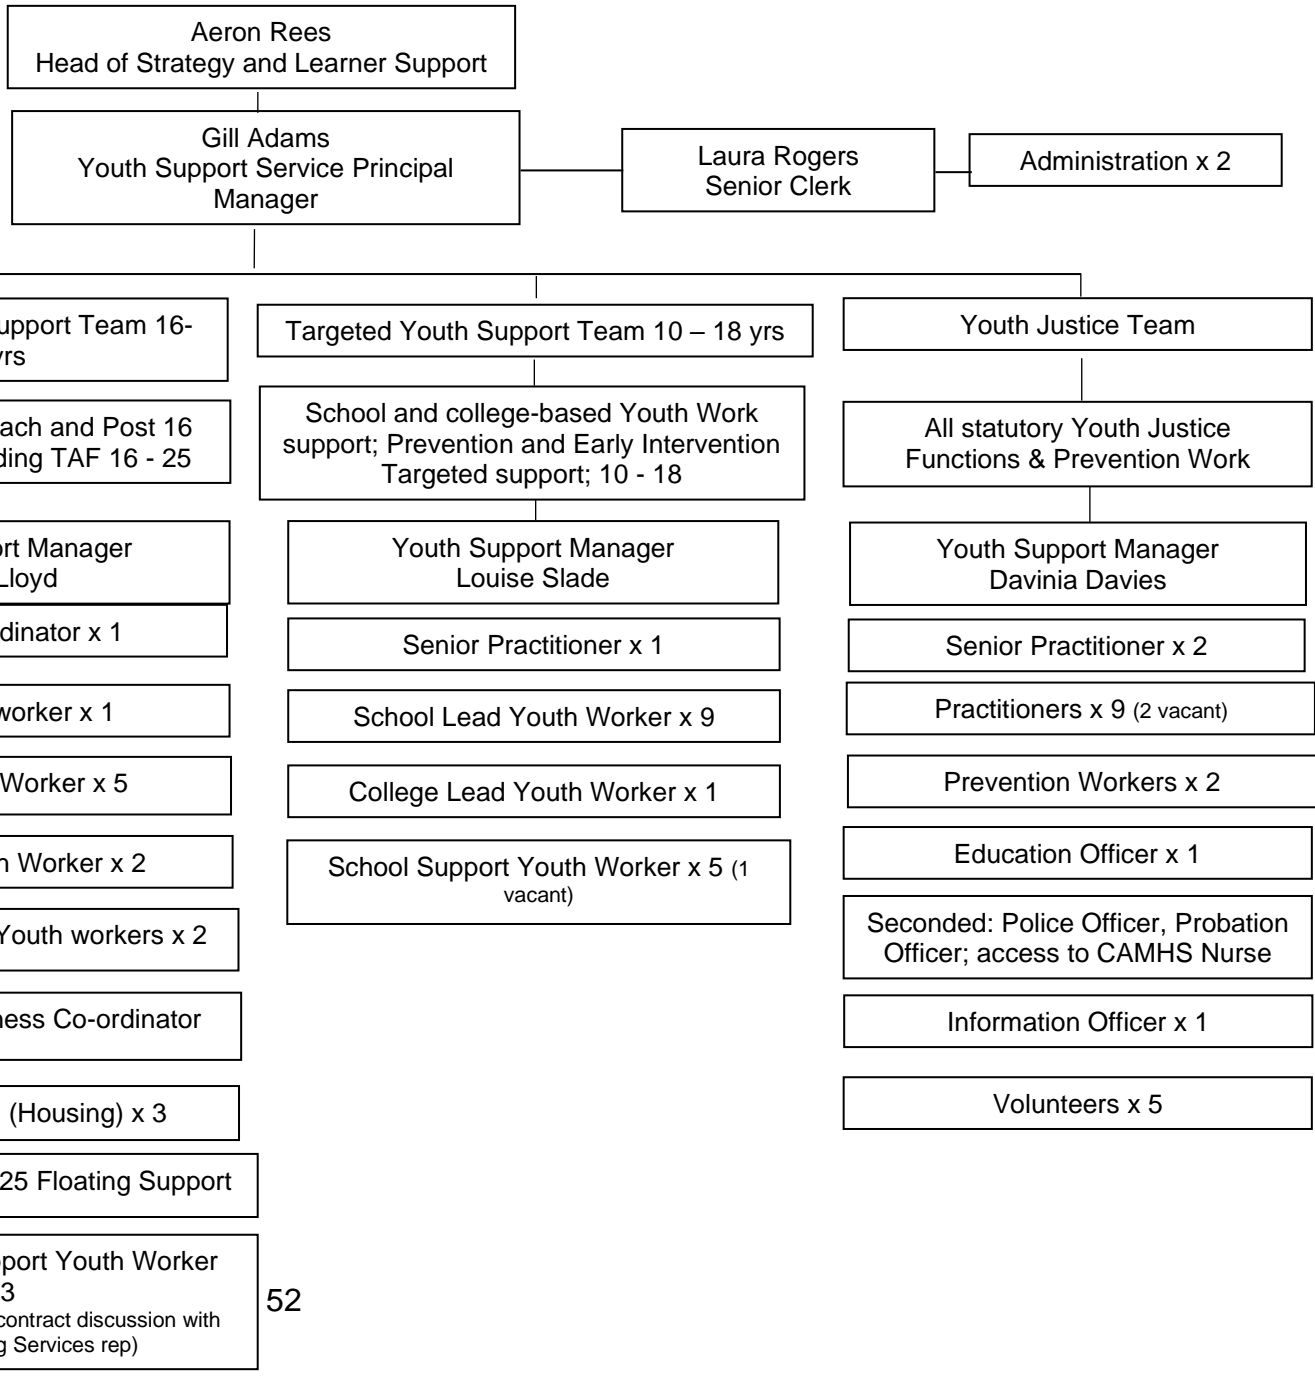 Aeron Rees
Head of Strategy and Learner Support
Gill Adams
Youth Support Service Principal
Manager
Laura Rogers
Senior Clerk
Administration x 2
upport Team 16-
yrs
ach and Post 16
ding TAF 16 - 25
ort Manager
Lloyd
dinator x 1
worker x 1
Worker x 5
h Worker x 2
Youth workers x 2
ness Co-ordinator
(Housing) x 3
25 Floating Support
pport Youth Worker
3
contract discussion with
g Services rep)
Targeted Youth Support Team 10 – 18 yrs
School and college-based Youth Work
support; Prevention and Early Intervention
Targeted support; 10 - 18
Youth Support Manager
Louise Slade
Senior Practitioner x 1
School Lead Youth Worker x 9
College Lead Youth Worker x 1
School Support Youth Worker x 5 (1
vacant)
Youth Justice Team
All statutory Youth Justice
Functions & Prevention Work
Youth Support Manager
Davinia Davies
Senior Practitioner x 2
Practitioners x 9 (2 vacant)
Prevention Workers x 2
Education Officer x 1
Seconded: Police Officer, Probation
Officer; access to CAMHS Nurse
Information Officer x 1
Volunteers x 5
52